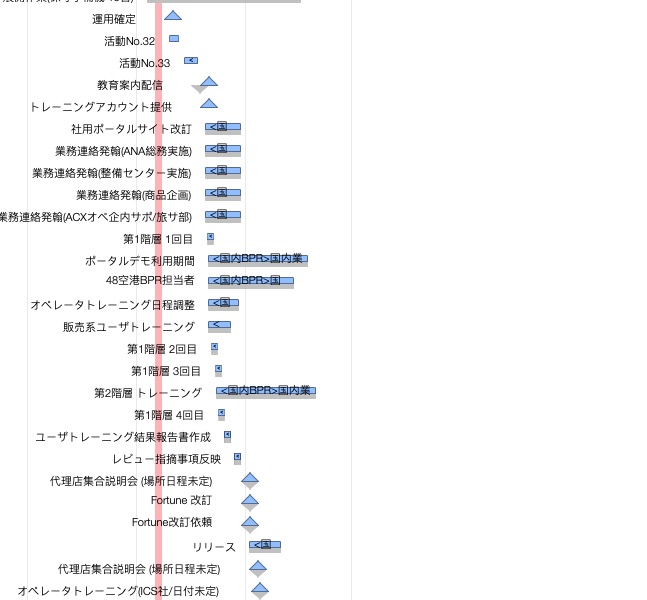 運用確定
活動No.32
活動No.33
<
教育案内配信
トレーニングアカウント提供
社用ポータルサイト改訂
<国
業務連絡発翰(ANA総務実施)
<国
業務連絡発翰(整備センター実施)
<国
業務連絡発翰(商品企画)
<国
業務連絡発翰(ACXオペ企内サポ/旅サ部)
<国
第1階層 1回目
<
ポータルデモ利用期間
<国内BPR>国内業
48空港BPR担当者
<国内BPR>国
オペレータトレーニング日程調整
<国
販売系ユーザトレーニング
<
第1階層 2回目
<
第1階層 3回目
<
第2階層 トレーニング
<国内BPR>国内業
第1階層 4回目
<
ユーザトレーニング結果報告書作成
<
レビュー指摘事項反映
<
代理店集合説明会 (場所日程未定)
Fortune 改訂
Fortune改訂依頼
リリース
<国
代理店集合説明会 (場所日程未定)
オペレータトレーニング(ICS社/日付未定)